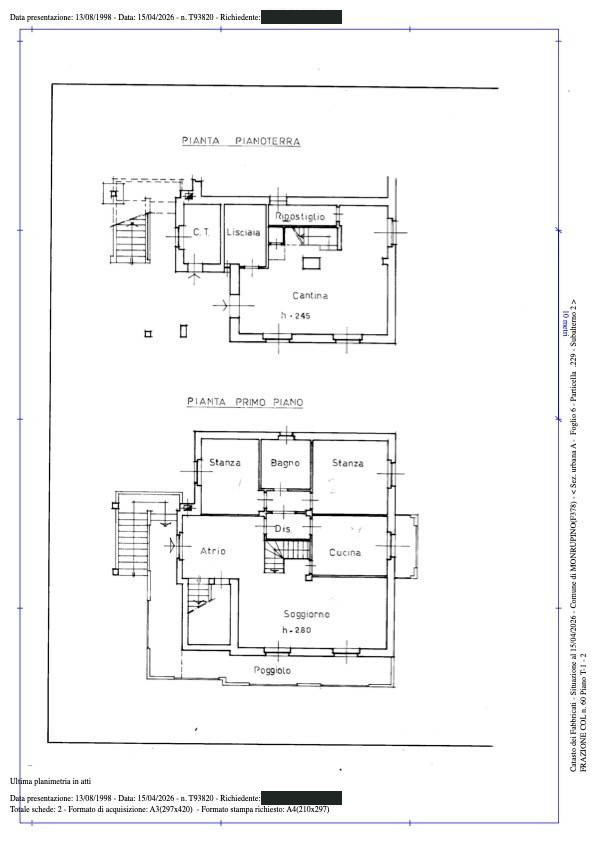 Data presentazione: 13/08/1998 - Data: 15/04/2026 - n. T93820 - Richiedente:
PIANTA PIANOTERRA
Ripostiglio
C.T.
Lisciaia
Cantina
h = 245
PIANTA PRIMO PIANO
Stanza
Bagno
Stanza
Dis.
Atrio
Cucina
Soggiorno
h = 280
Poggiolo
10 metri
Catasto dei Fabbricati - Situazione al 15/04/2026 - Comune di MONRUPINO(F378) - < Sez. urbana A - Foglio 6 - Particella .229 - Subalterno 2 >
FRAZIONE COL n. 60 Piano T-1 - 2
Ultima planimetria in atti
Data presentazione: 13/08/1998 - Data: 15/04/2026 - n. T93820 - Richiedente:
Totale schede: 2 - Formato di acquisizione: A3(297x420) - Formato stampa richiesto: A4(210x297)